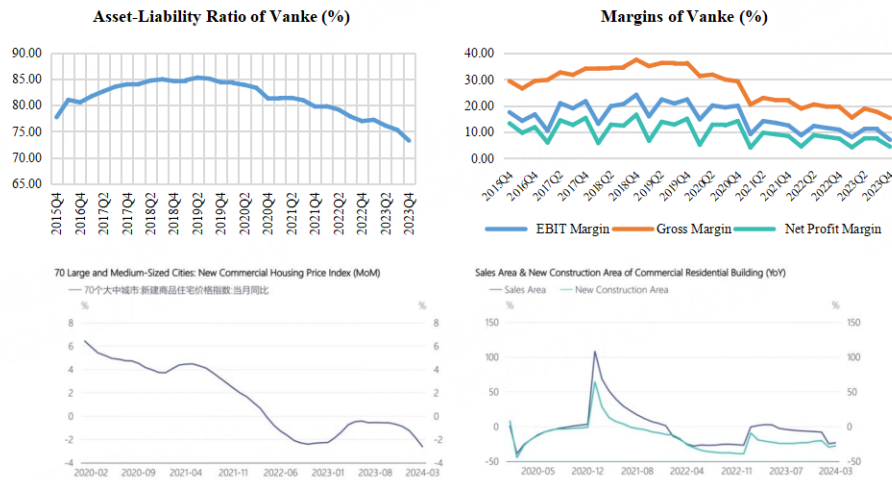 Asset-Liability Ratio of Vanke (%)
90.00
85.00
80.00
75.00
70.00
65.00
2015Q4
2016Q2
2016Q4
2017Q2
2017Q4
2018Q2
2018Q4
2019Q2
2019Q4
2020Q2
2020Q4
2021Q2
2021Q4
2022Q2
2022Q4
2023Q2
2023Q4
Margins of Vanke (%)
40.00
30.00
20.00
10.00
0.00
2015Q4
2016Q2
2016Q4
2017Q2
2017Q4
2018Q2
2018Q4
2019Q2
2019Q4
2020Q2
2020Q4
2021Q2
2021Q4
2022Q2
2022Q4
2023Q2
2023Q4
EBIT Margin Gross Margin Net Profit Margin
70 Large and Medium-Sized Cities: New Commercial Housing Price Index (MoM)
70个大中城市:新建商品住宅价格指数:当月同比
% %
8 8
6 6
4 4
2 2
0 0
-2 -2
-4 -4
2020-02 2020-09 2021-04 2021-11 2022-06 2023-01 2023-08 2024-03
Sales Area & New Construction Area of Commercial Residential Building (YoY)
Sales Area New Construction Area
% %
150 150
100 100
50 50
0 0
-50 -50
2020-05 2020-12 2021-08 2022-04 2022-11 2023-07 2024-03